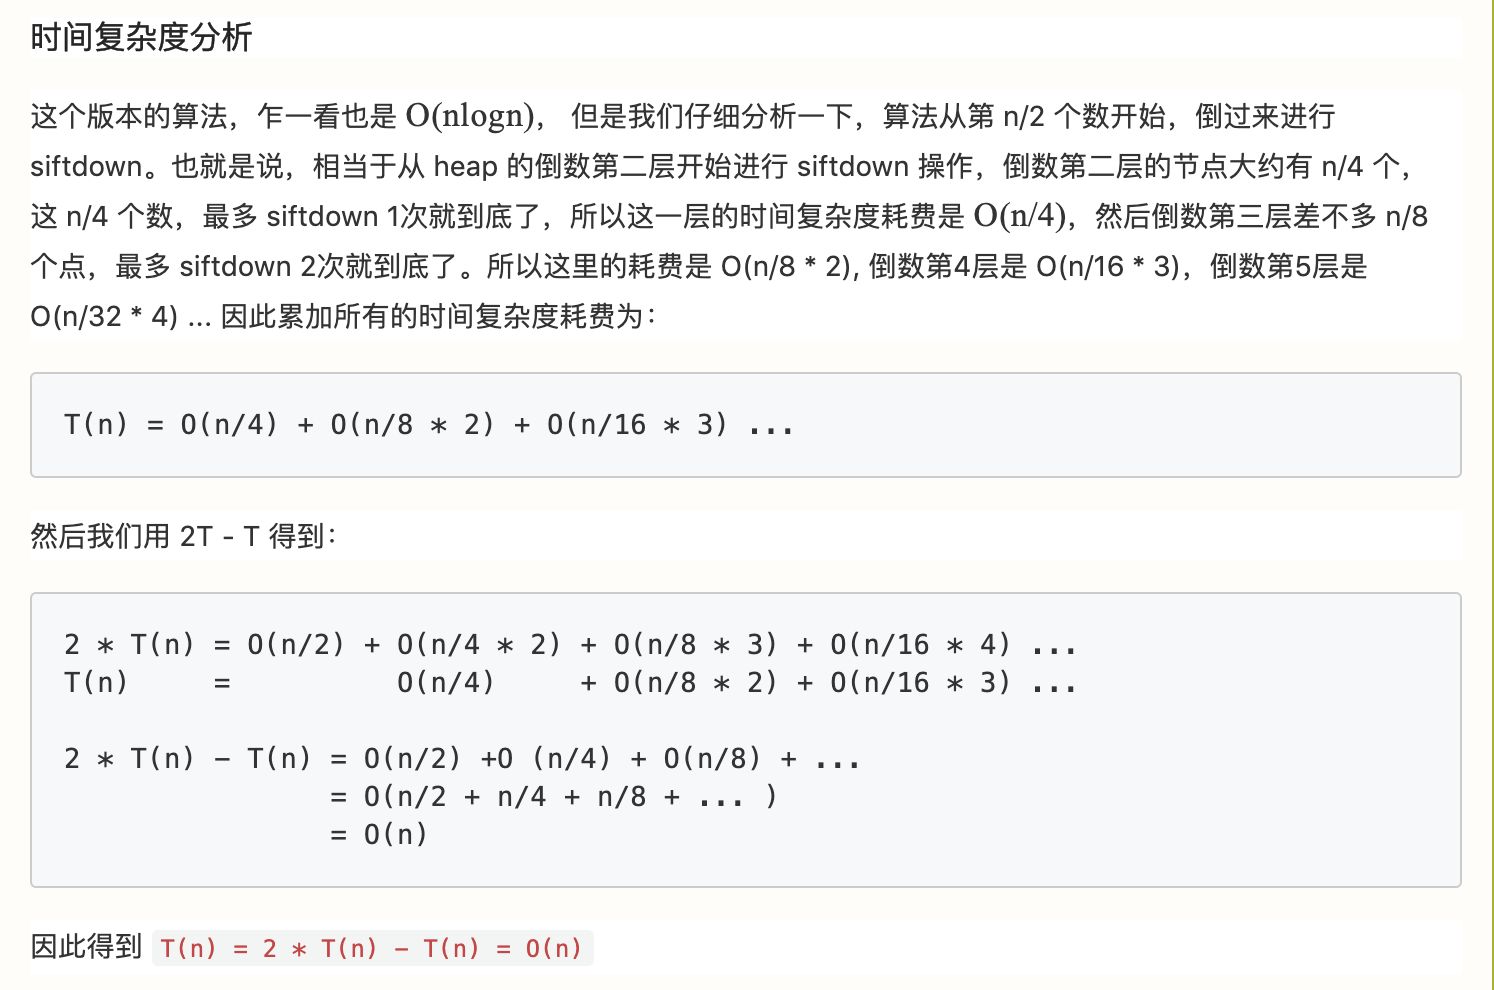 时间复杂度分析
这个版本的算法，乍一看也是 O(nlogn)， 但是我们仔细分析一下，算法从第 n/2 个数开始，倒过来进行
siftdown。也就是说，相当于从 heap 的倒数第二层开始进行 siftdown 操作，倒数第二层的节点大约有 n/4 个，
这 n/4 个数，最多 siftdown 1次就到底了，所以这一层的时间复杂度耗费是 O(n/4)，然后倒数第三层差不多 n/8
个点，最多 siftdown 2次就到底了。所以这里的耗费是 O(n/8 * 2), 倒数第4层是 O(n/16 * 3)，倒数第5层是
O(n/32 * 4) ... 因此累加所有的时间复杂度耗费为：
T(n) = O(n/4) + O(n/8 * 2) + O(n/16 * 3) ...
然后我们用 2T - T 得到：
2 * T(n) = O(n/2) + O(n/4 * 2) + O(n/8 * 3) + O(n/16 * 4) ...
T(n)     =          O(n/4)     + O(n/8 * 2) + O(n/16 * 3) ...
2 * T(n) - T(n) = O(n/2) +O (n/4) + O(n/8) + ...
= O(n/2 + n/4 + n/8 + ... )
= O(n)
因此得到 T(n) = 2 * T(n) - T(n) = O(n)